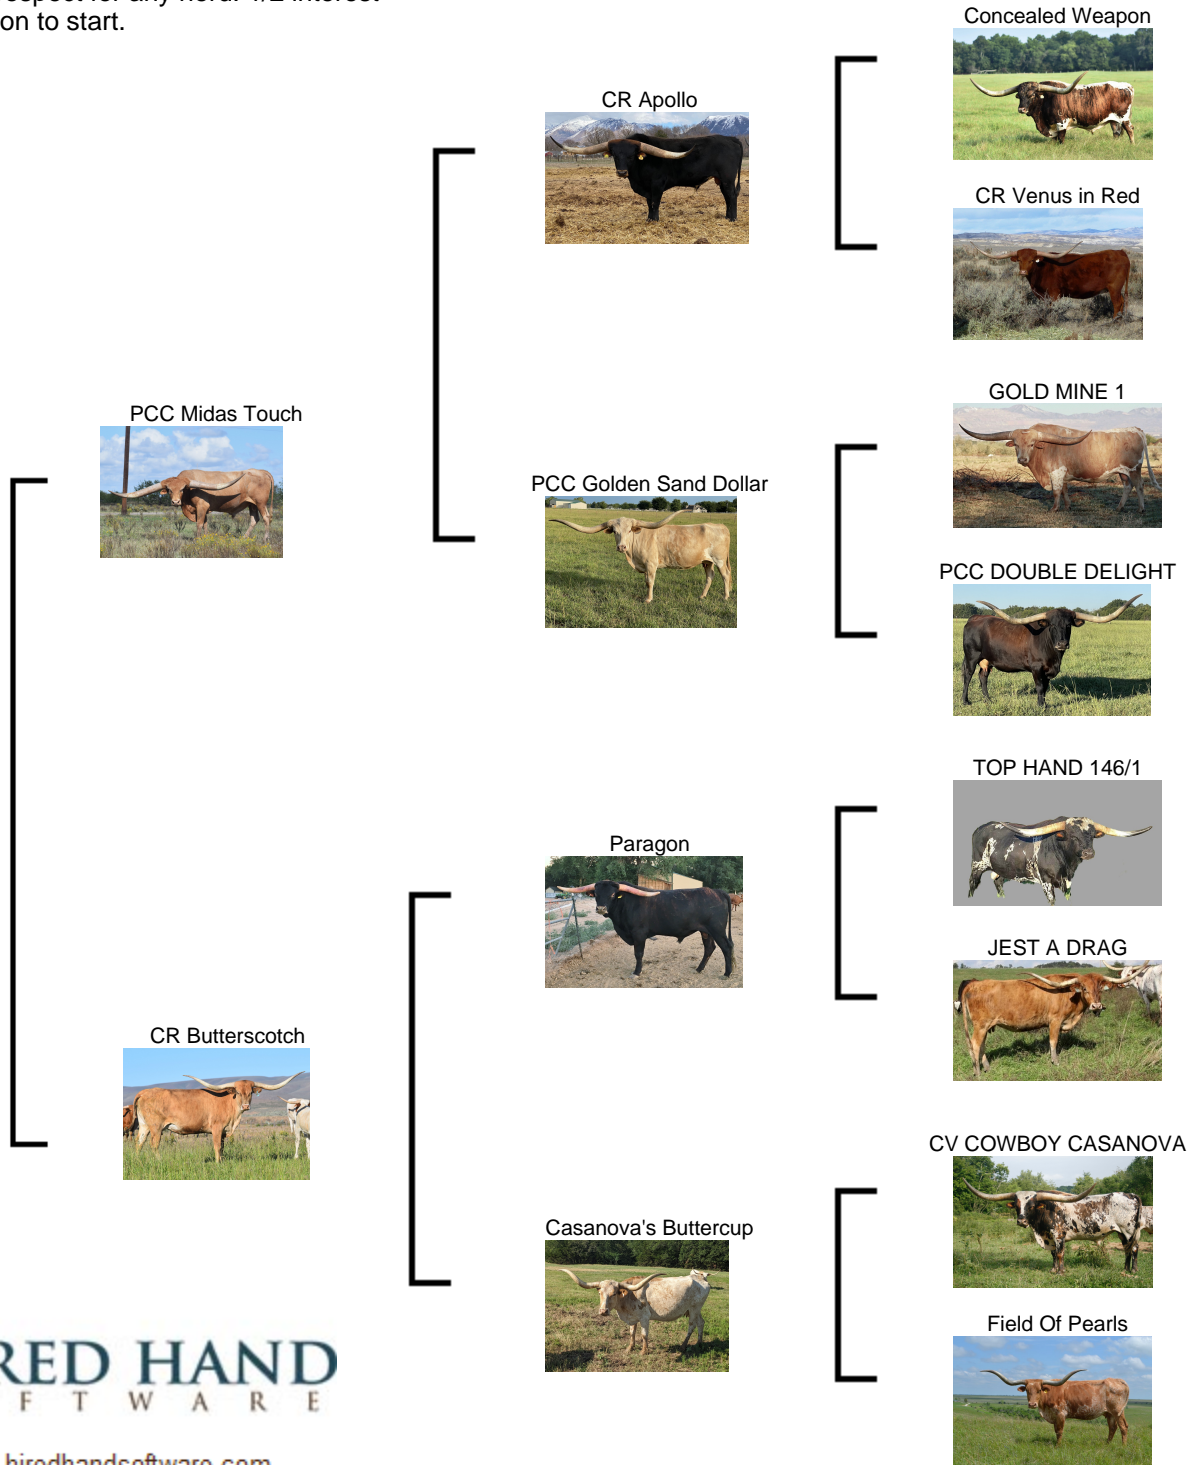 on to start.
Concealed Weapon
CR Apollo
CR Venus in Red
GOLD MINE 1
PCC Midas Touch
PCC Golden Sand Dollar
PCC DOUBLE DELIGHT
TOP HAND 146/1
Paragon
JEST A DRAG
CR Butterscotch
CV COWBOY CASANOVA
Casanova's Buttercup
Field Of Pearls
RED HAND
F T W A R E
hiredhandsoftware.com